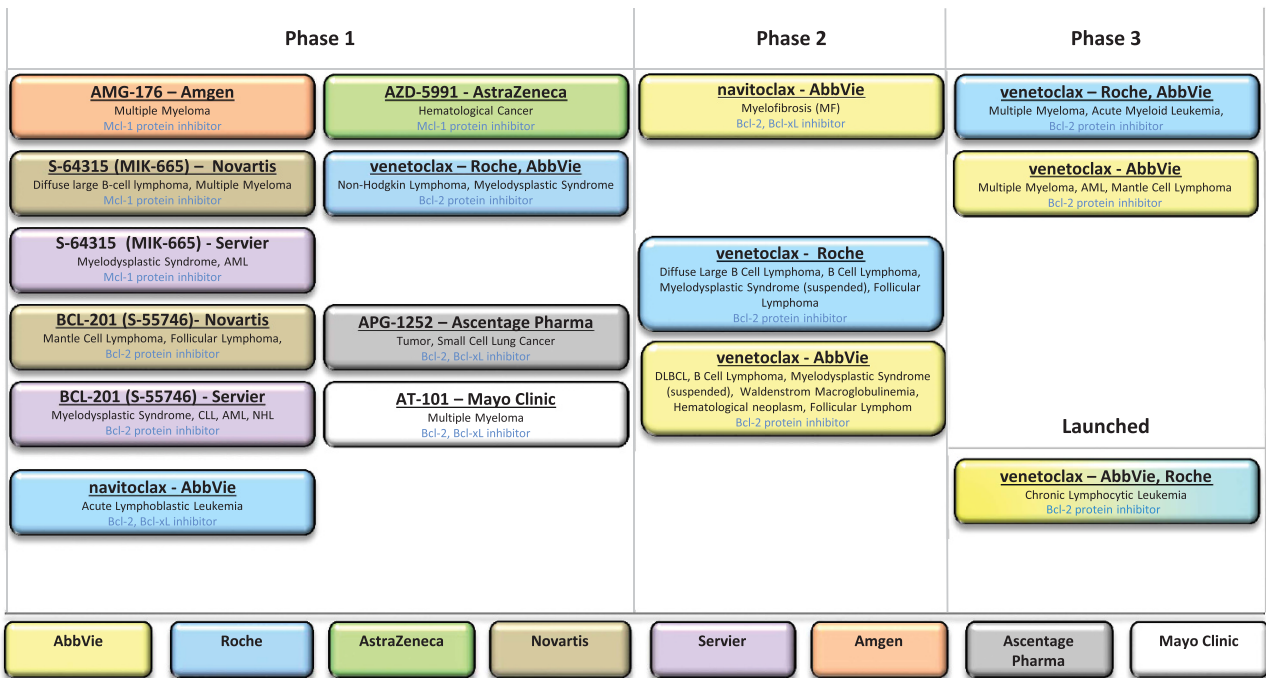 Phase 1
AMG-176 – Amgen
Multiple Myeloma
Mcl-1 protein inhibitor
S-64315 (MIK-665) – Novartis
Diffuse large B-cell lymphoma, Multiple Myeloma
Mcl-1 protein inhibitor
S-64315 (MIK-665) - Servier
Myelodysplastic Syndrome, AML
Mcl-1 protein inhibitor
BCL-201 (S-55746)- Novartis
Mantle Cell Lymphoma, Follicular Lymphoma,
Bcl-2 protein inhibitor
BCL-201 (S-55746) - Servier
Myelodysplastic Syndrome, CLL, AML, NHL
Bcl-2 protein inhibitor
navitoclax - AbbVie
Acute Lymphoblastic Leukemia
Bcl-2, Bcl-xL inhibitor
AZD-5991 - AstraZeneca
Hematological Cancer
Mcl-1 protein inhibitor
venetoclax – Roche, AbbVie
Non-Hodgkin Lymphoma, Myelodysplastic Syndrome
Bcl-2 protein inhibitor
APG-1252 – Ascentage Pharma
Tumor, Small Cell Lung Cancer
Bcl-2, Bcl-xL inhibitor
AT-101 – Mayo Clinic
Multiple Myeloma
Bcl-2, Bcl-xL inhibitor
Phase 2
navitoclax - AbbVie
Myelofibrosis (MF)
Bcl-2, Bcl-xL inhibitor
venetoclax - Roche
Diffuse Large B Cell Lymphoma, B Cell Lymphoma,
Myelodysplastic Syndrome (suspended), Follicular
Lymphoma
Bcl-2 protein inhibitor
venetoclax - AbbVie
DLBCL, B Cell Lymphoma, Myelodysplastic Syndrome
(suspended), Waldenstrom Macroglobulinemia,
Hematological neoplasm, Follicular Lymphom
Bcl-2 protein inhibitor
Phase 3
venetoclax – Roche, AbbVie
Multiple Myeloma, Acute Myeloid Leukemia,
Bcl-2 protein inhibitor
venetoclax - AbbVie
Multiple Myeloma, AML, Mantle Cell Lymphoma
Bcl-2 protein inhibitor
Launched
venetoclax – AbbVie, Roche
Chronic Lymphocytic Leukemia
Bcl-2 protein inhibitor
AbbVie
Roche
AstraZeneca
Novartis
Servier
Amgen
Ascentage
Pharma
Mayo Clinic